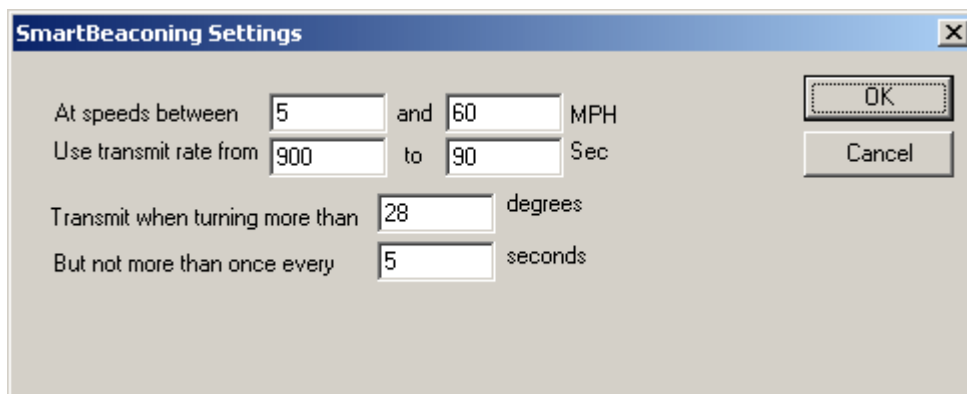 SmartBeaconing Settings
At speeds between 5 and 60 MPH
Use transmit rate from 900 to 90 Sec
Transmit when turning more than 28 degrees
But not more than once every 5 seconds
OK
Cancel